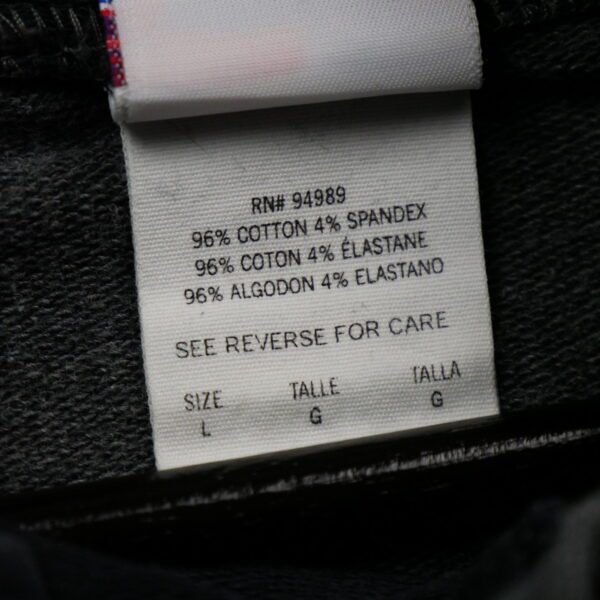 RN# 94989
96% COTTON 4% SPANDEX
96% COTON 4% ÉLASTANE
96% ALGODON 4% ELASTANO
SEE REVERSE FOR CARE
SIZE TALLE TALLA
L G G